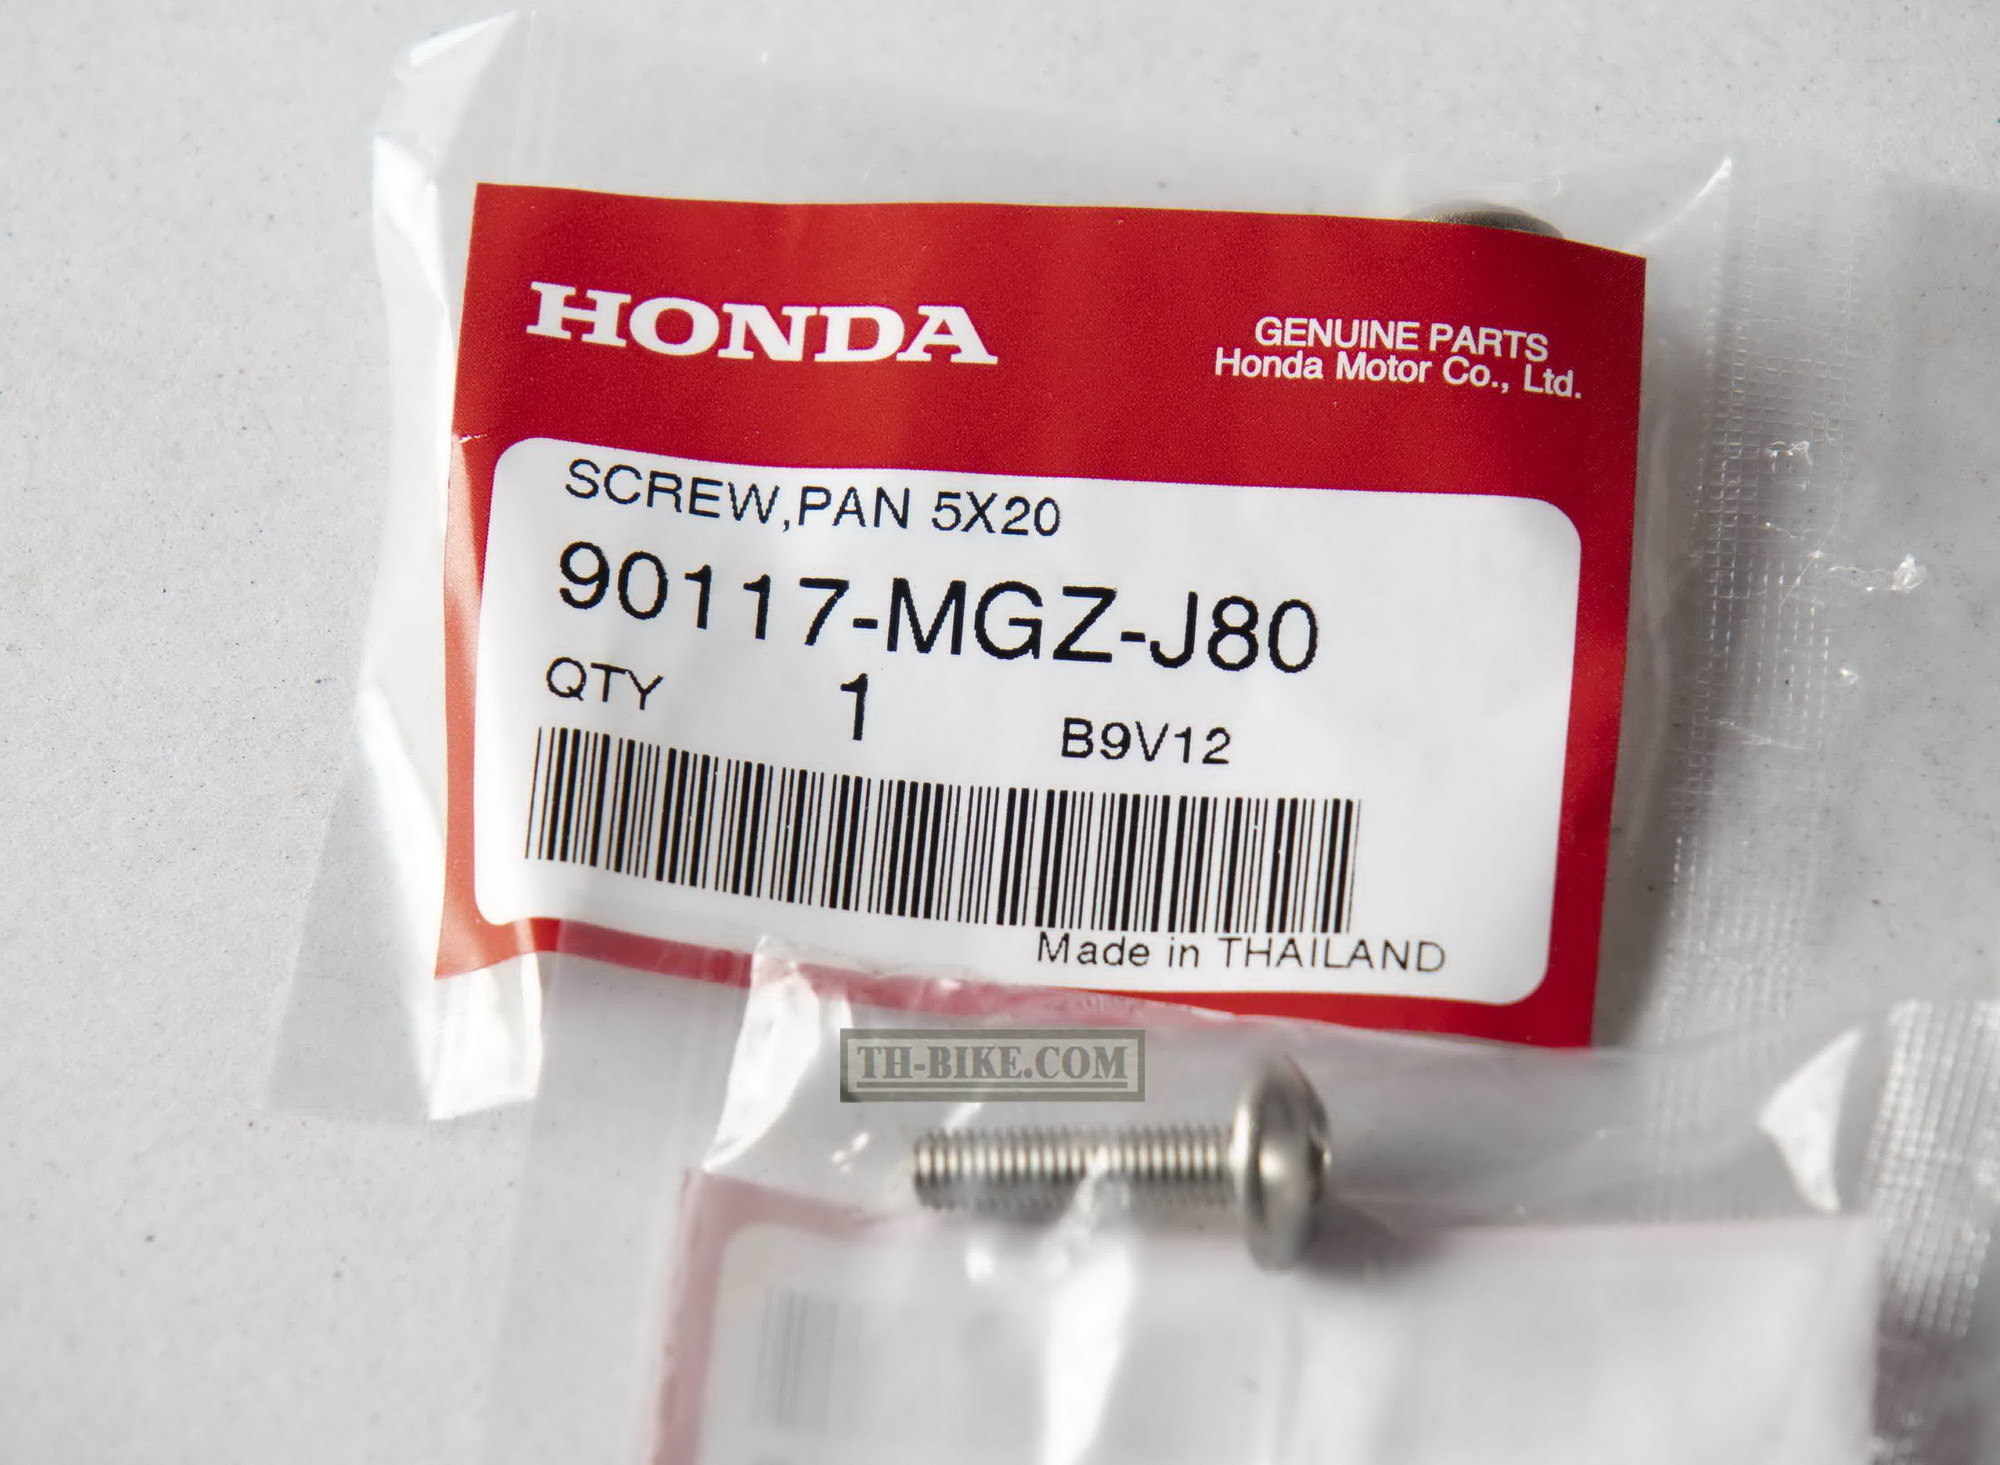 HONDA
GENUINE PARTS
Honda Motor Co., Ltd.
SCREW,PAN 5X20
90117-MGZ-J80
QTY 1 B9V12
Made in THAILAND
TH-BIKE.COM